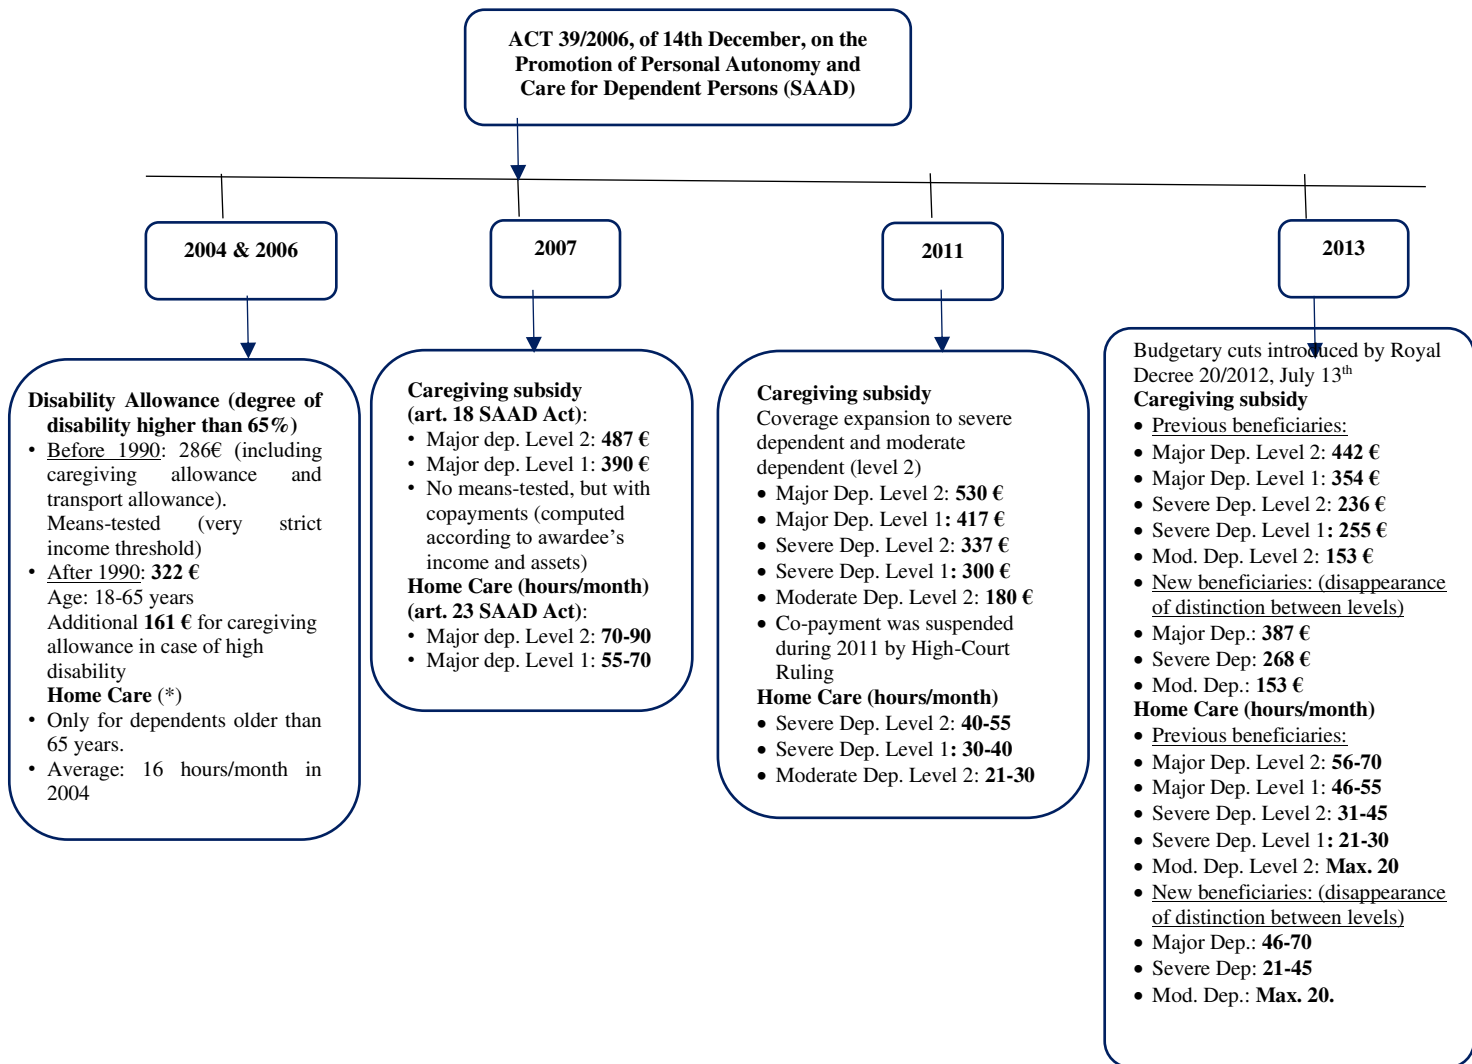 ACT 39/2006, of 14th December, on the
Promotion of Personal Autonomy and
Care for Dependent Persons (SAAD)
2004 & 2006
2007
2011
2013
Disability Allowance (degree of
disability higher than 65%)
• Before 1990: 286€ (including
caregiving allowance and
transport allowance).
Means-tested (very strict
income threshold)
• After 1990: 322 €
Age: 18-65 years
Additional 161 € for caregiving
allowance in case of high
disability
Home Care (*)
• Only for dependents older than
65 years.
• Average: 16 hours/month in
2004
Caregiving subsidy
(art. 18 SAAD Act):
• Major dep. Level 2: 487 €
• Major dep. Level 1: 390 €
• No means-tested, but with
copayments (computed
according to awardee's
income and assets)
Home Care (hours/month)
(art. 23 SAAD Act):
• Major dep. Level 2: 70-90
• Major dep. Level 1: 55-70
Caregiving subsidy
Coverage expansion to severe
dependent and moderate
dependent (level 2)
• Major Dep. Level 2: 530 €
• Major Dep. Level 1: 417 €
• Severe Dep. Level 2: 337 €
• Severe Dep. Level 1: 300 €
• Moderate Dep. Level 2: 180 €
• Co-payment was suspended
during 2011 by High-Court
Ruling
Home Care (hours/month)
• Severe Dep. Level 2: 40-55
• Severe Dep. Level 1: 30-40
• Moderate Dep. Level 2: 21-30
Budgetary cuts introduced by Royal
Decree 20/2012, July 13th
Caregiving subsidy
• Previous beneficiaries:
• Major Dep. Level 2: 442 €
• Major Dep. Level 1: 354 €
• Severe Dep. Level 2: 236 €
• Severe Dep. Level 1: 255 €
• Mod. Dep. Level 2: 153 €
• New beneficiaries: (disappearance
of distinction between levels)
• Major Dep.: 387 €
• Severe Dep: 268 €
• Mod. Dep.: 153 €
Home Care (hours/month)
• Previous beneficiaries:
• Major Dep. Level 2: 56-70
• Major Dep. Level 1: 46-55
• Severe Dep. Level 2: 31-45
• Severe Dep. Level 1: 21-30
• Mod. Dep. Level 2: Max. 20
• New beneficiaries: (disappearance
of distinction between levels)
• Major Dep.: 46-70
• Severe Dep: 21-45
• Mod. Dep.: Max. 20.